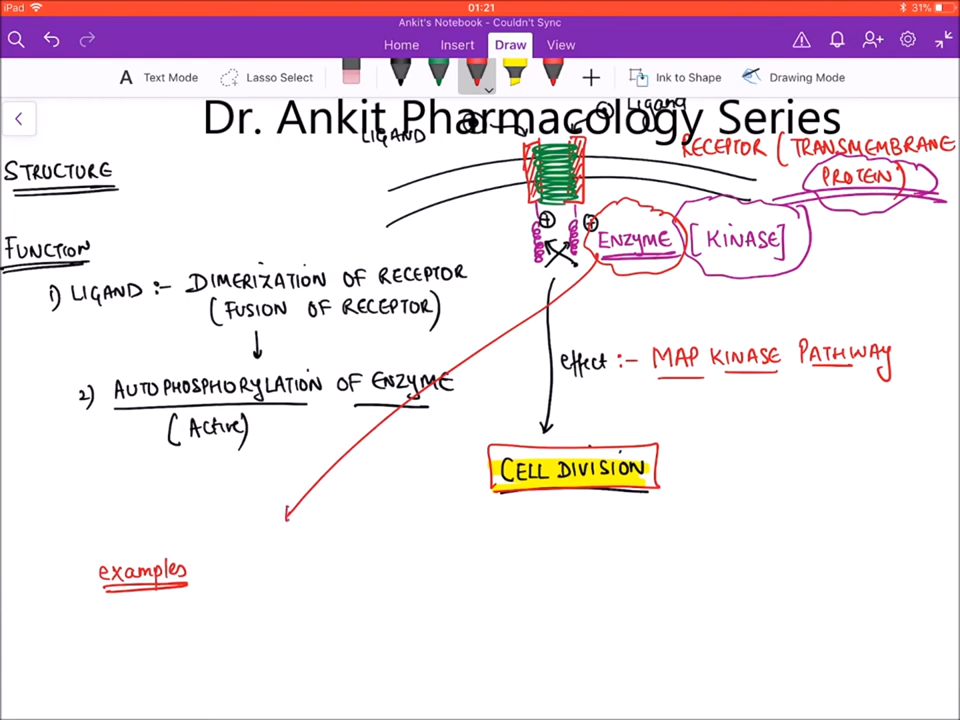 iPad
01:21
31%
Ankit's Notebook - Couldn't Sync
Home Insert Draw View
A Text Mode
Lasso Select
Ink to Shape
Drawing Mode
Dr. Ankit Pharmacology Series
LIGAND
Ligand
RECEPTOR (TRANSMEMBRANE
PROTEIN)
STRUCTURE
ENZYME [KINASE]
FUNCTION
1) LIGAND :- DIMERIZATION OF RECEPTOR
(FUSION OF RECEPTOR)
2) AUTOPHOSPHORYLATION OF ENZYME
(Active)
effect :- MAP KINASE PATHWAY
CELL DIVISION
examples